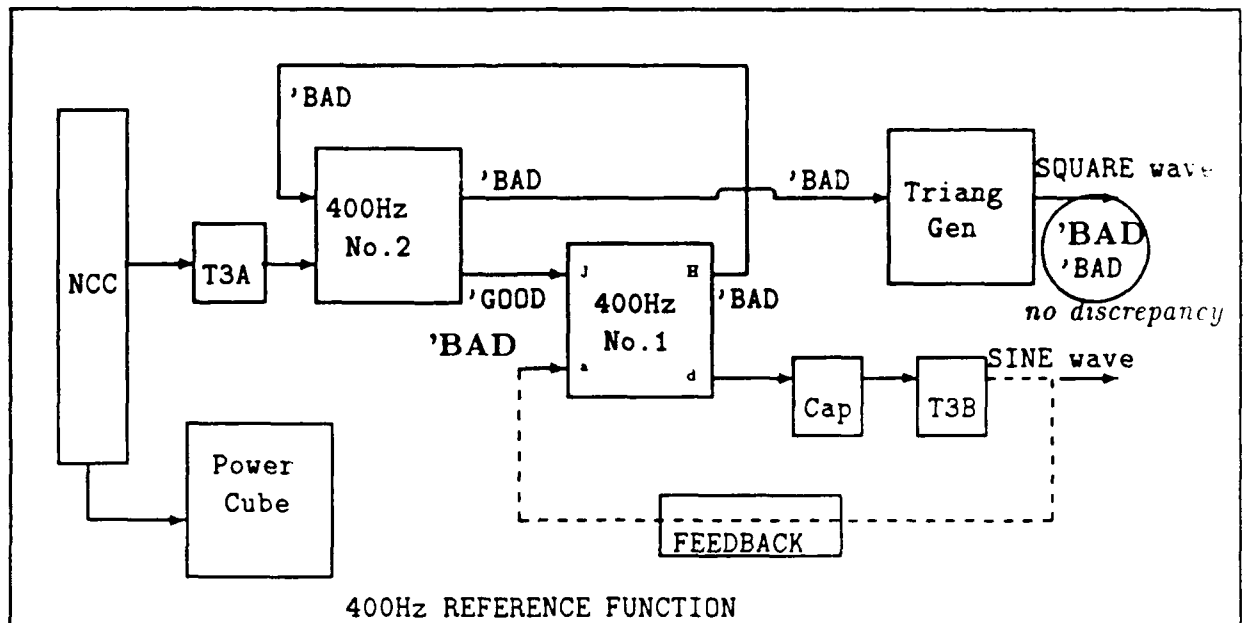 'BAD
'BAD
'BAD
SQUARE wave
Triang
Gen
400Hz
No.2
'BAD
'BAD
no discrepancy
NCC
T3A
'GOOD
J
H
'BAD
400Hz
No.1
'BAD
a
d
SINE wave
Cap
T3B
Power
Cube
FEEDBACK
400Hz REFERENCE FUNCTION